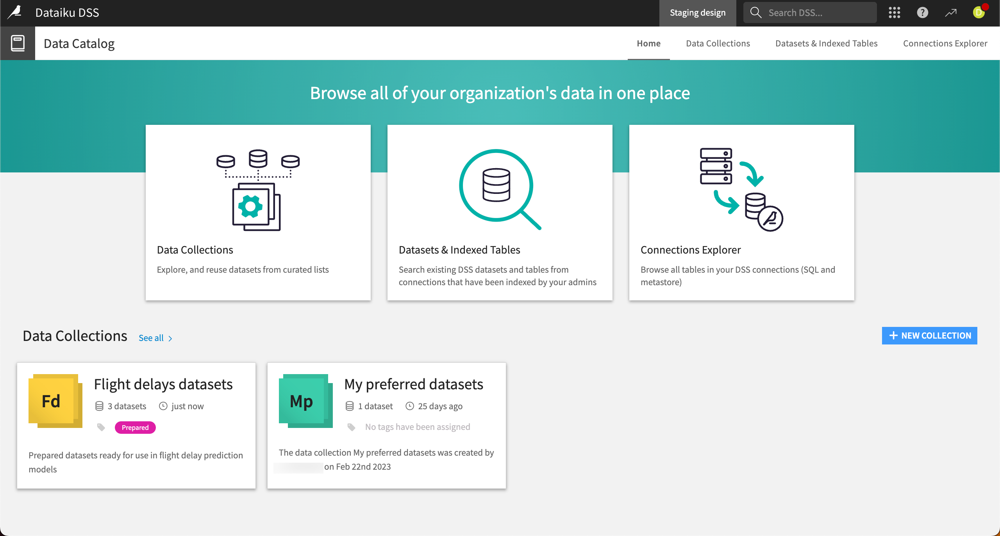 Dataiku DSS
Staging design
Search DSS...
?
D
Data Catalog
Home
Data Collections
Datasets & Indexed Tables
Connections Explorer
Browse all of your organization's data in one place
Data Collections
Explore, and reuse datasets from curated lists
Datasets & Indexed Tables
Search existing DSS datasets and tables from
connections that have been indexed by your admins
Connections Explorer
Browse all tables in your DSS connections (SQL and
metastore)
Data Collections
See all
NEW COLLECTION
Fd
Flight delays datasets
3 datasets
just now
Prepared
Prepared datasets ready for use in flight delay prediction
models
Mp
My preferred datasets
1 dataset
25 days ago
No tags have been assigned
The data collection My preferred datasets was created by
on Feb 22nd 2023